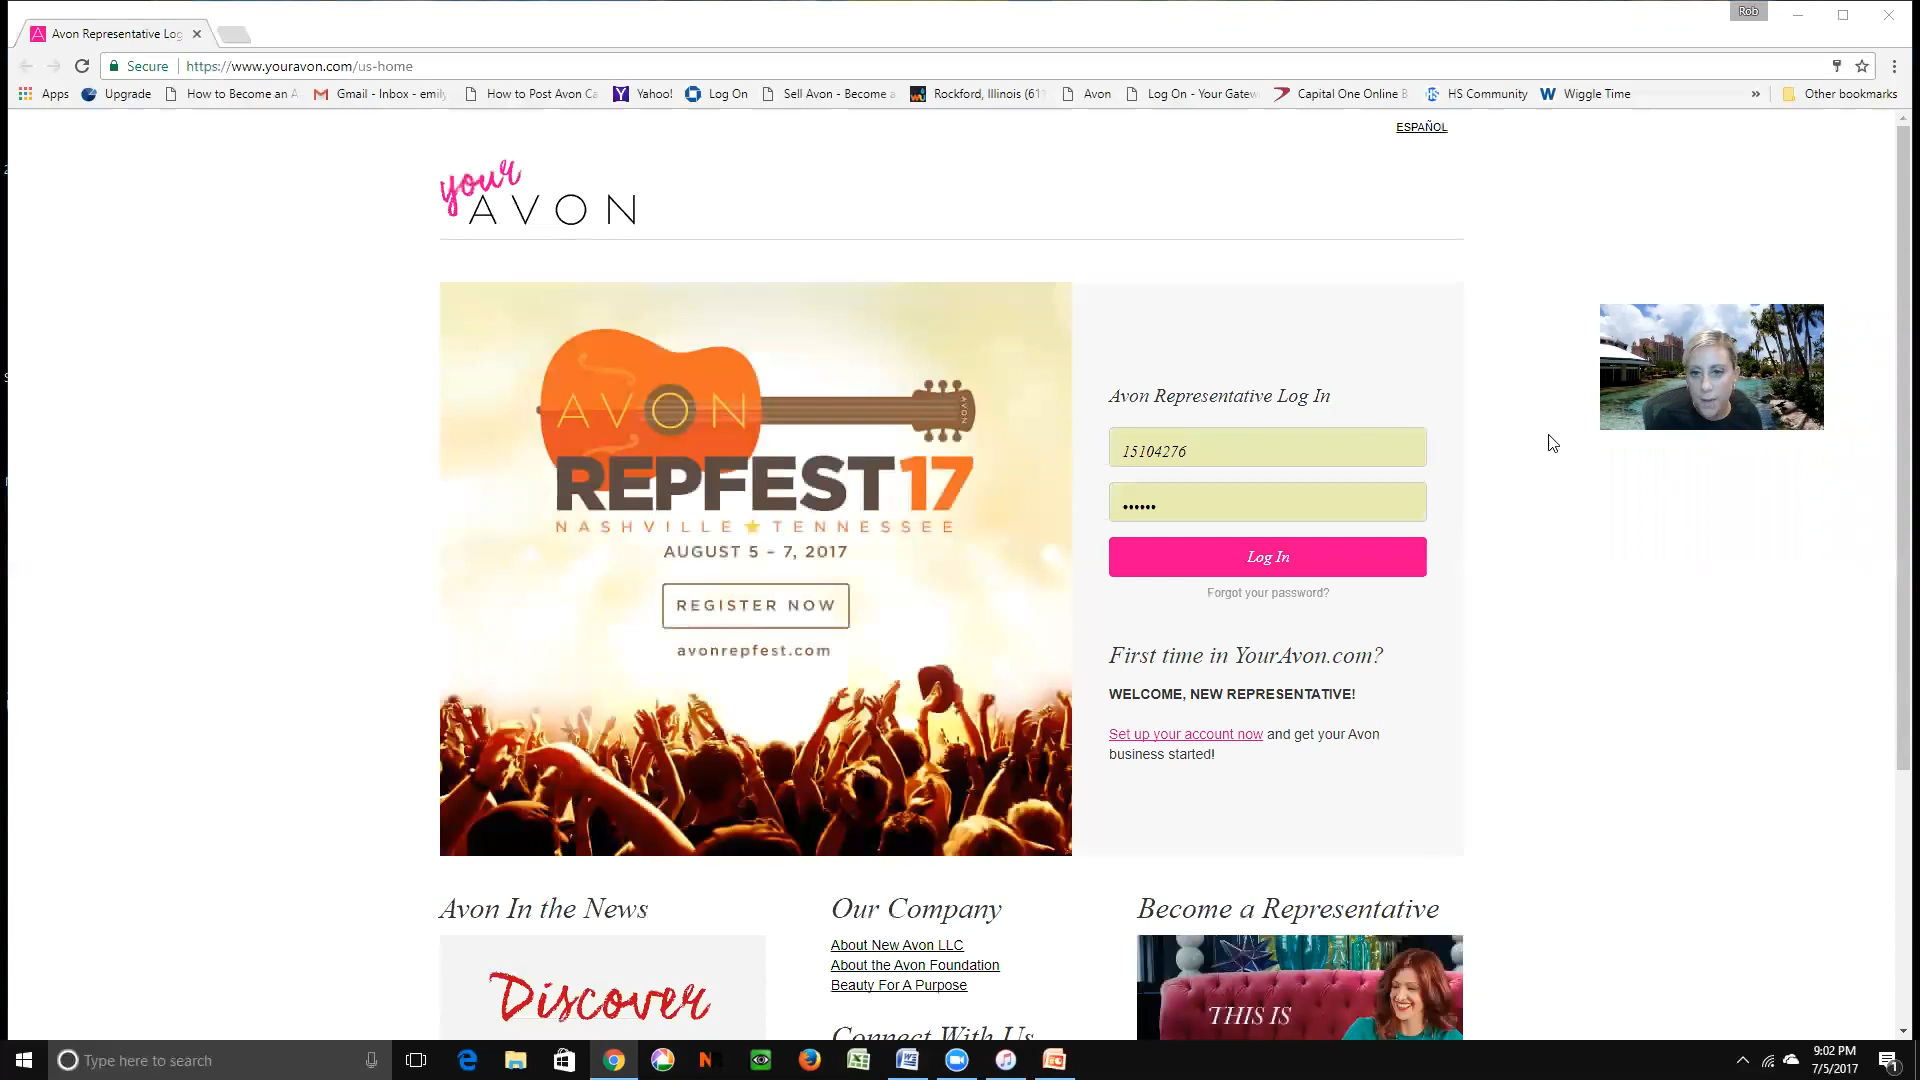 Rob
Avon Representative Log
Secure
https://www.youravon.com/us-home
Apps
Upgrade
How to Become an A
Gmail - Inbox - emily
How to Post Avon Ca
Yahoo!
Log On
Sell Avon - Become a
Rockford, Illinois (611
Avon
Log On - Your Gatew
Capital One Online B
HS Community
Wiggle Time
»
Other bookmarks
ESPAÑOL
your
AVON
AVON
AVON
REPFEST17
NASHVILLE ★ TENNESSEE
AUGUST 5 - 7, 2017
REGISTER NOW
avonrepfest.com
Avon Representative Log In
15104276
••••••
Log In
Forgot your password?
First time in YourAvon.com?
WELCOME, NEW REPRESENTATIVE!
Set up your account now and get your Avon
business started!
Avon In the News
Discover
Our Company
About New Avon LLC
About the Avon Foundation
Beauty For A Purpose
Connect With Us
Become a Representative
THIS IS
Type here to search
9:02 PM
7/5/2017
1